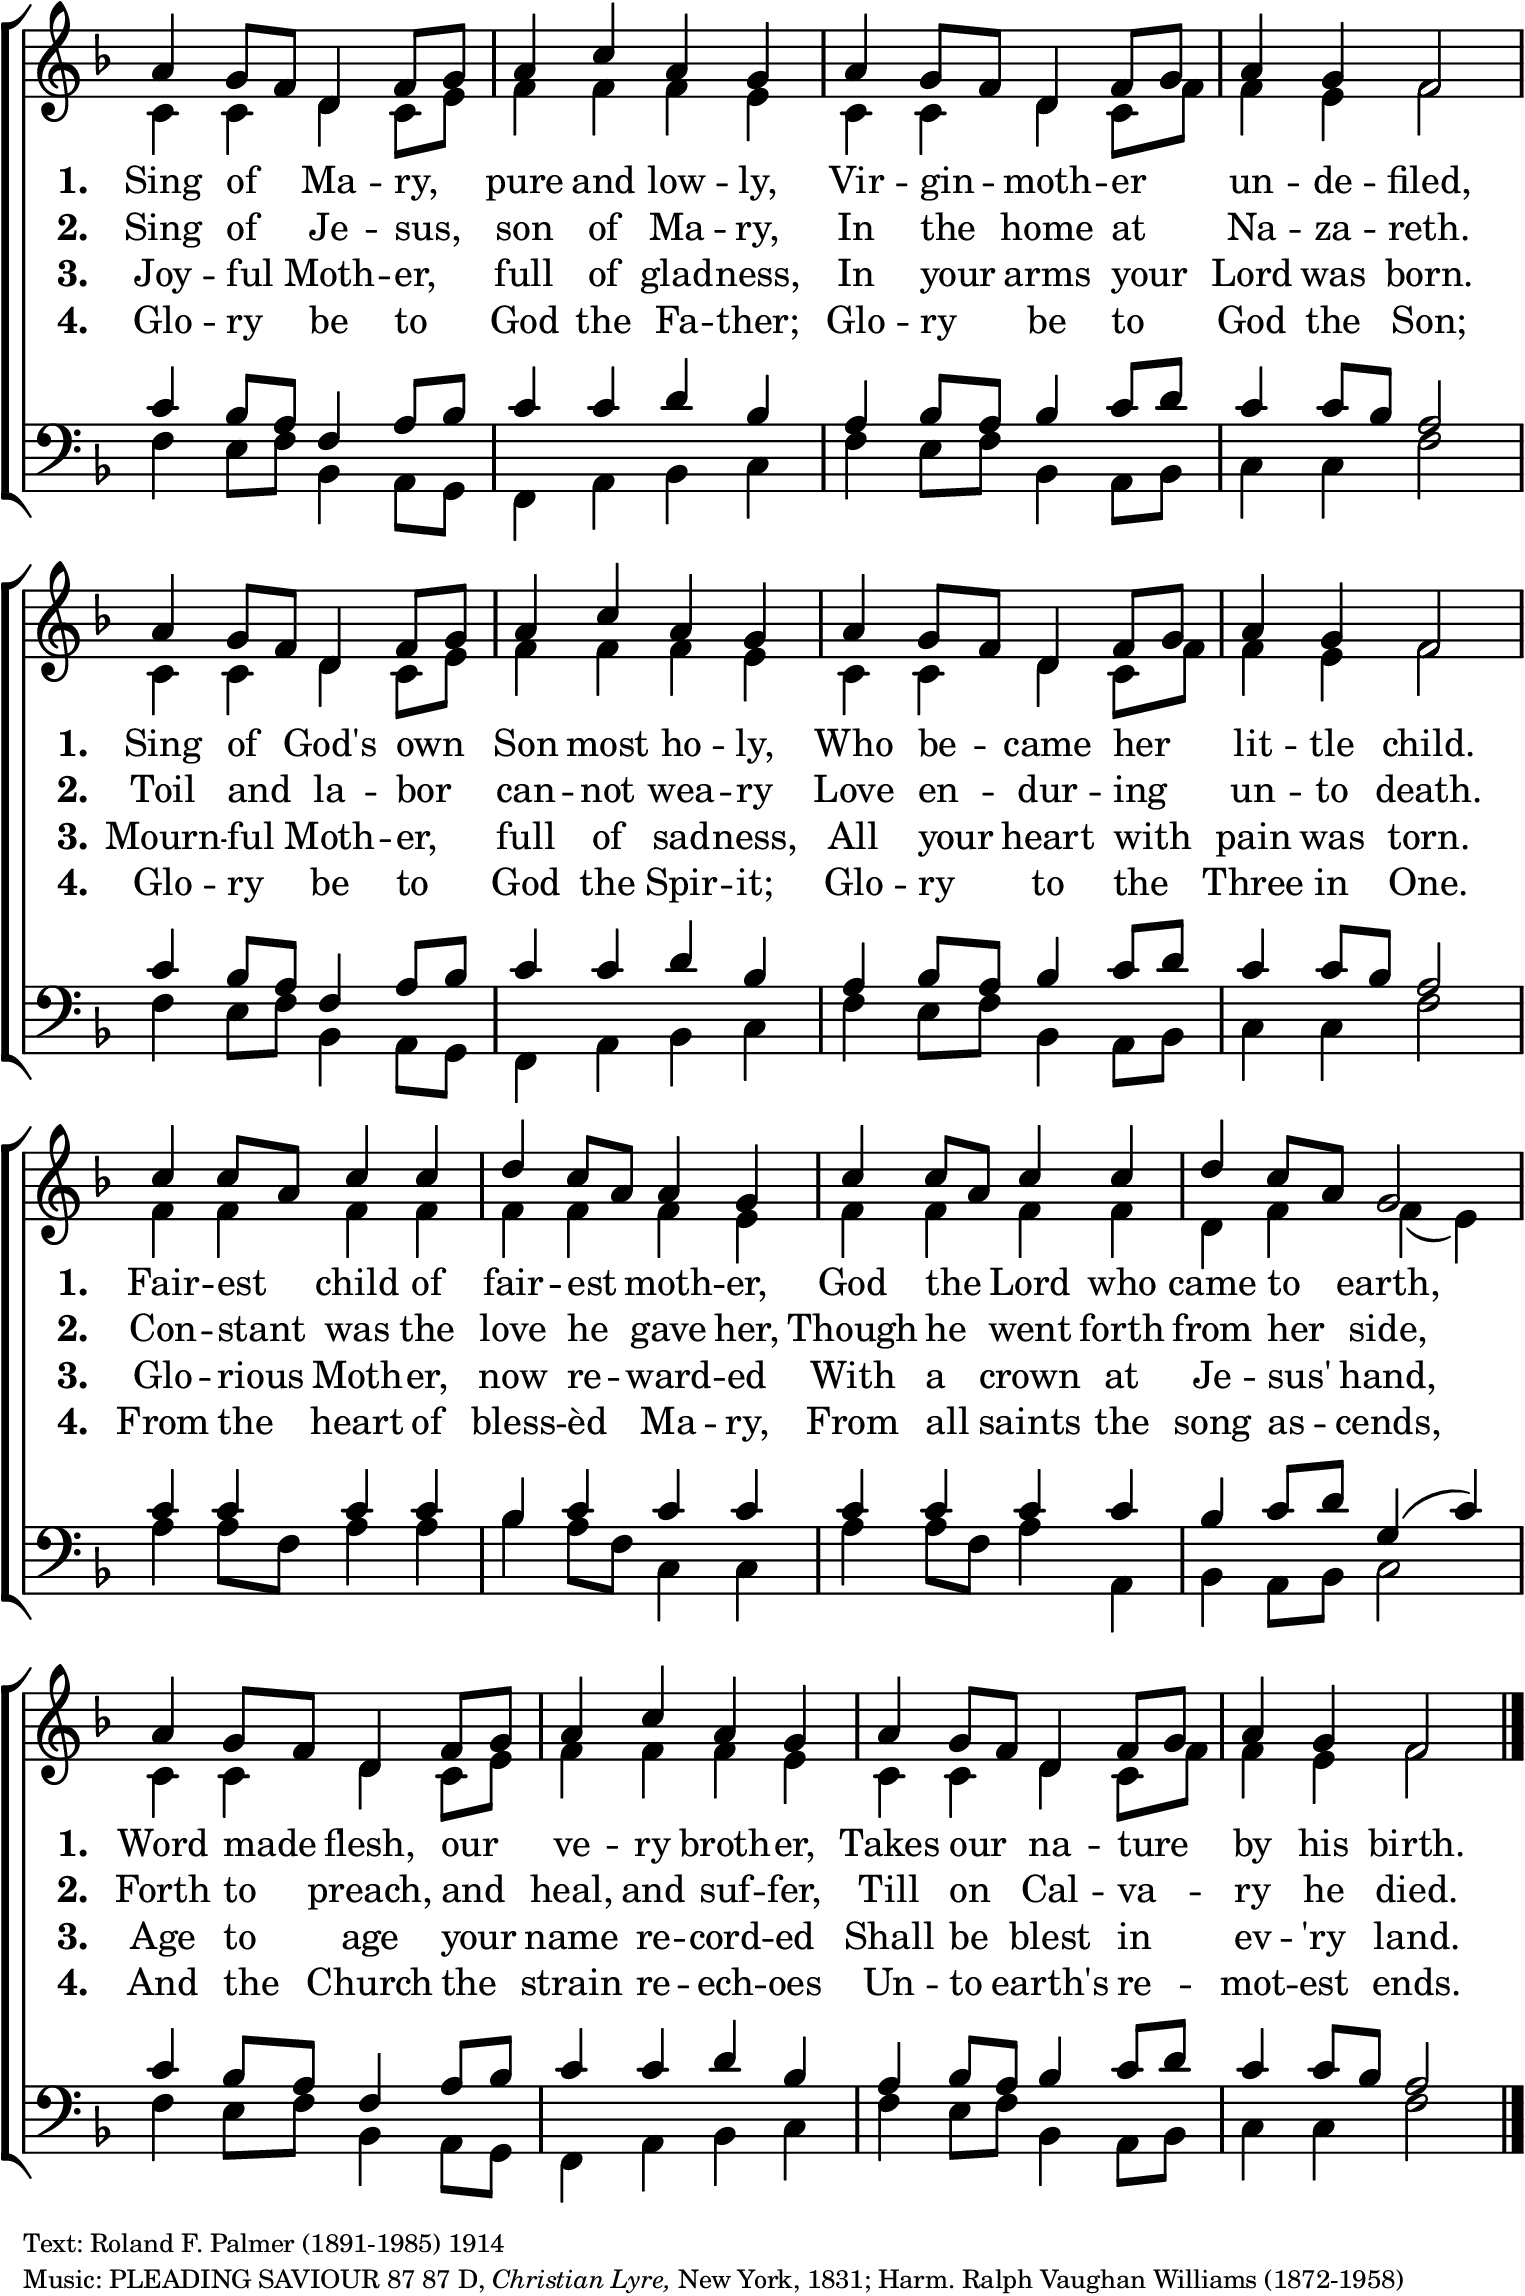 1. Sing of Ma -- ry, pure and low -- ly, Vir -- gin -- moth -- er un -- de -- filed,
2. Sing of Je -- sus, son of Ma -- ry, In the home at Na -- za -- reth.
3. Joy -- ful Moth -- er, full of glad -- ness, In your arms your Lord was born.
4. Glo -- ry be to God the Fa -- ther; Glo -- ry be to God the Son;
1. Sing of God's own Son most ho -- ly, Who be -- came her lit -- tle child.
2. Toil and la -- bor can -- not wea -- ry Love en -- dur -- ing un -- to death.
3. Mourn -- ful Moth -- er, full of sad -- ness, All your heart with pain was torn.
4. Glo -- ry be to God the Spir -- it; Glo -- ry to the Three in One.
1. Fair -- est child of fair -- est moth -- er, God the Lord who came to earth,
2. Con -- stant was the love he gave her, Though he went forth from her side,
3. Glo -- rious Moth -- er, now re -- ward -- ed With a crown at Je -- sus' hand,
4. From the heart of bless -- èd Ma -- ry, From all saints the song as -- cends,
1. Word made flesh, our ve -- ry broth -- er, Takes our na -- ture by his birth.
2. Forth to preach, and heal, and suf -- fer, Till on Cal -- va -- ry he died.
3. Age to age your name re -- cord -- ed Shall be blest in ev -- 'ry land.
4. And the Church the strain re -- ech -- oes Un -- to earth's re -- mot -- est ends.
Text: Roland F. Palmer (1891-1985) 1914
Music: PLEADING SAVIOUR 87 87 D, Christian Lyre, New York, 1831; Harm. Ralph Vaughan Williams (1872-1958)